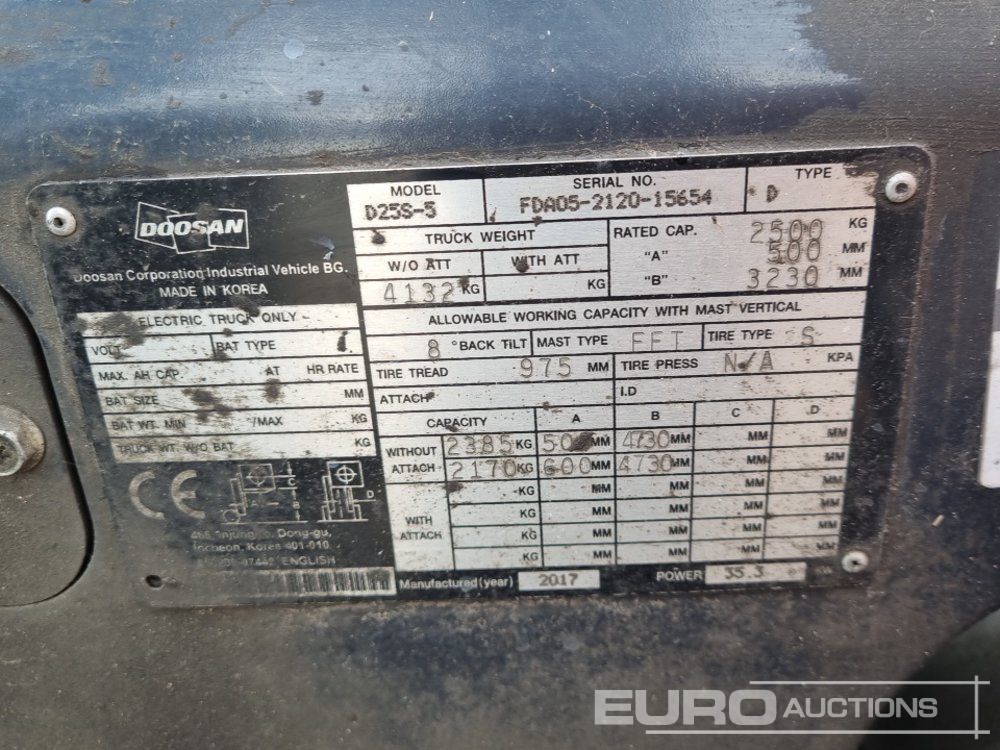 DOOSAN
Doosan Corporation Industrial Vehicle BG.
MADE IN KOREA
MODEL
D25S-5
SERIAL NO.
FDA05-2120-15654
TYPE
D
TRUCK WEIGHT
W/O ATT WITH ATT
4132 KG KG
RATED CAP. 2500 KG
"A" 500 MM
"B" 3230 MM
ELECTRIC TRUCK ONLY
VOLT BAT TYPE
MAX. AH CAP. AT HR RATE
BAT SIZE MM
BAT WT. MIN /MAX KG
TRUCK WT. W/O BAT KG
ALLOWABLE WORKING CAPACITY WITH MAST VERTICAL
8 °BACK TILT MAST TYPE FFT TIRE TYPE S
TIRE TREAD 975 MM TIRE PRESS N/A KPA
ATTACH I.D
CAPACITY A B C D
WITHOUT ATTACH
2385 KG 500 MM 4730 MM MM MM
2170 KG 600 MM 4730 MM MM MM
WITH ATTACH
KG MM MM MM MM
KG MM MM MM MM
KG MM MM MM MM
KG MM MM MM MM
CE
C
B
A
D
Dong-gu,
Incheon, Korea 401-010
ENGLISH
Manufactured (year) 2017 POWER 35.3 KW
EURO AUCTIONS